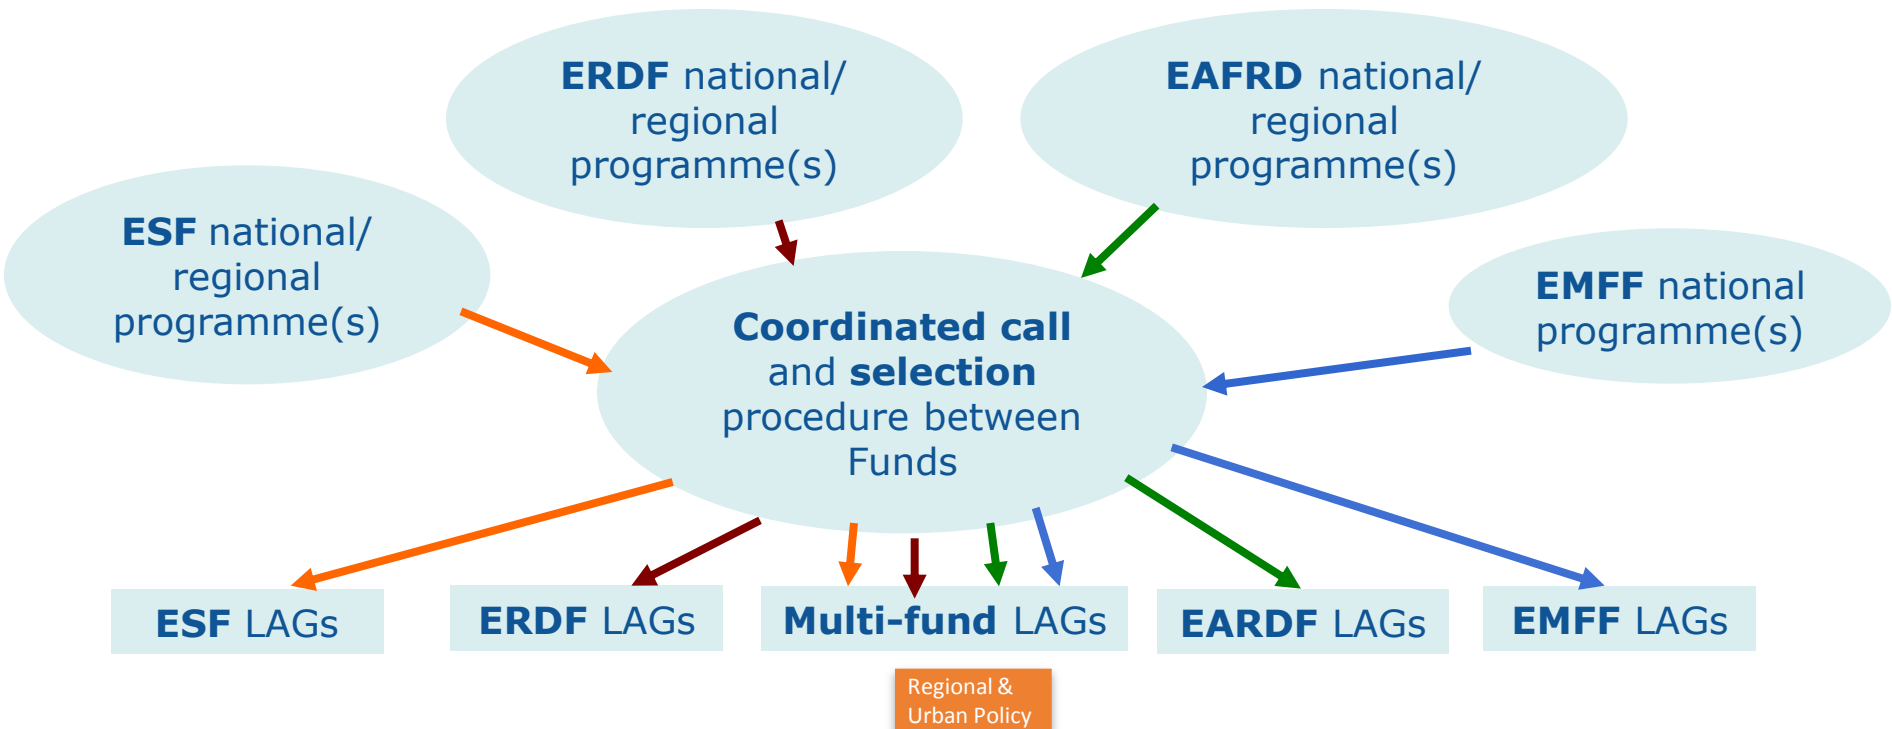 ERDF national/
regional
programme(s)
EAFRD national/
regional
programme(s)
ESF national/
regional
programme(s)
EMFF national
programme(s)
Coordinated call
and selection
procedure between
Funds
ESF LAGs
ERDF LAGs
Multi-fund LAGs
EARDF LAGs
EMFF LAGs
Regional &
Urban Policy